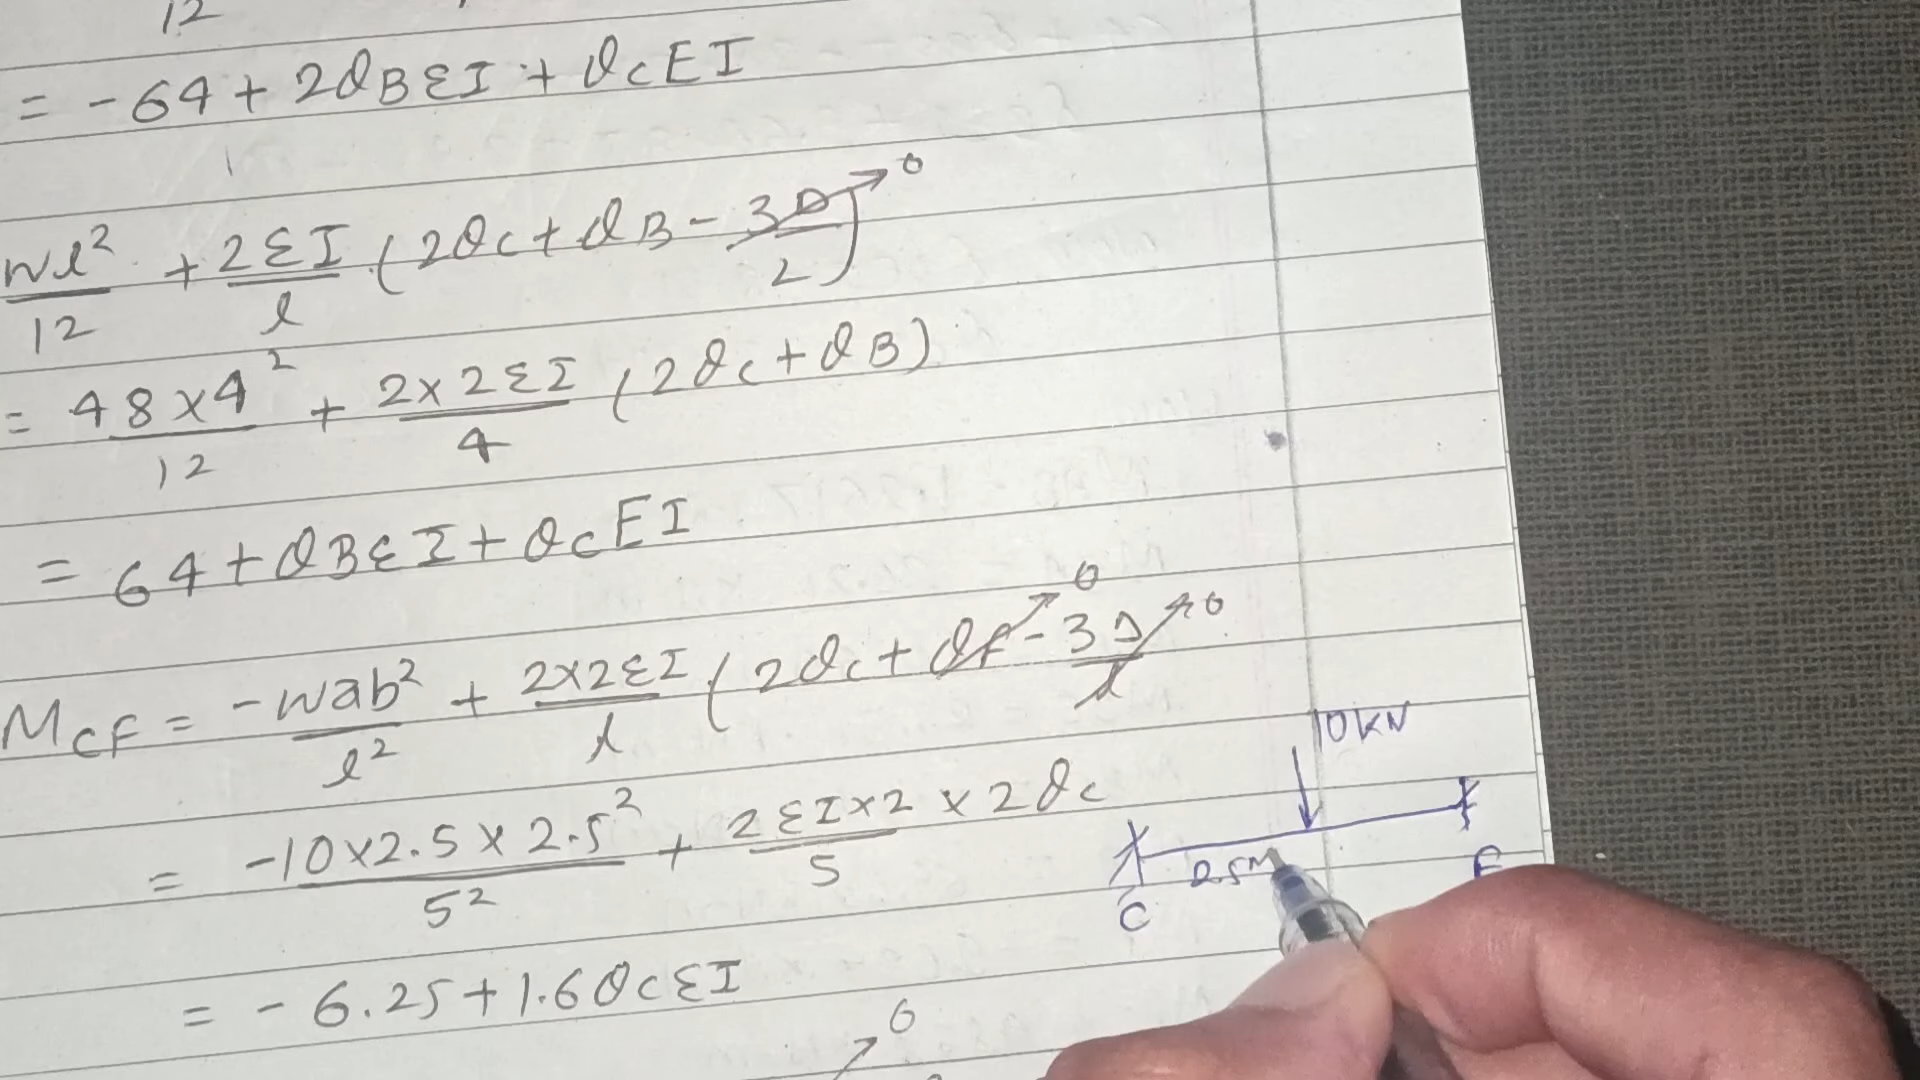 12
= -64 + 2θBEI + θcEI
wl²/12 + 2EI/l (2θc + θB - 3Δ/2) 0
= 48×4²/12 + 2×2EI/4 (2θc + θB)
= 64 + θBEI + θcEI
MCF = -wab²/l² + 2×2EI/l (2θc + θF - 3Δ/l 0 0
10KN
= -10×2.5×2.5²/5² + 2EI×2/5 × 2θc
2.5M
C F
= -6.25 + 1.6θcEI
0